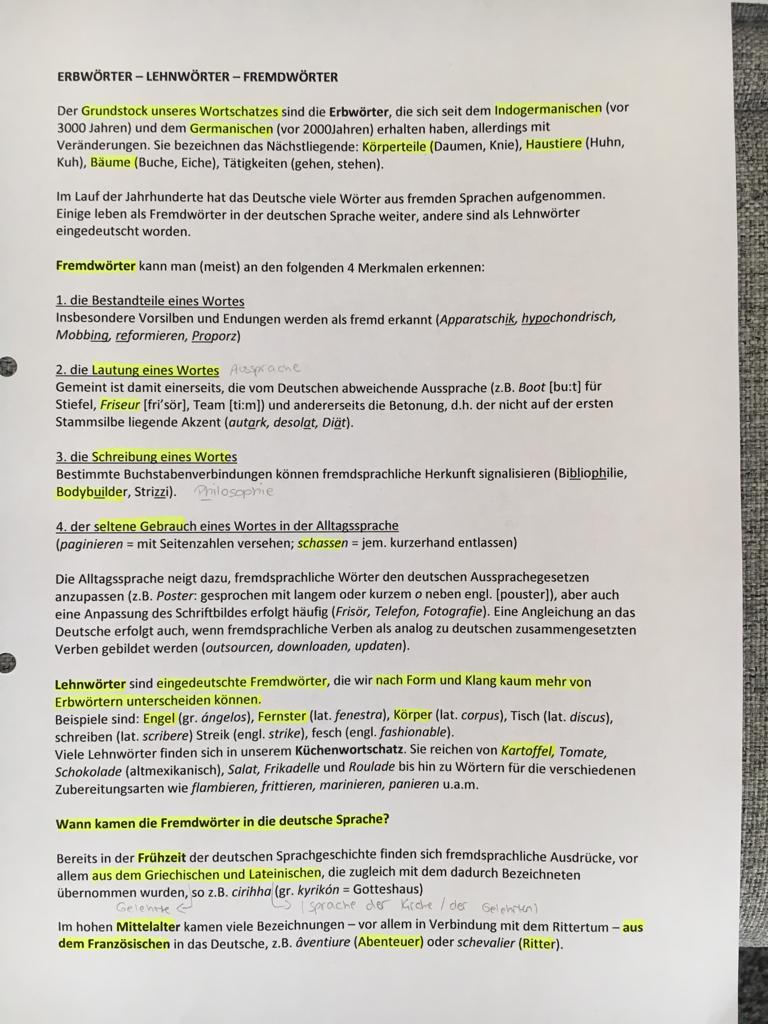 ERBWÖRTER – LEHNWÖRTER – FREMDWÖRTER
Der Grundstock unseres Wortschatzes sind die Erbwörter, die sich seit dem Indogermanischen (vor
3000 Jahren) und dem Germanischen (vor 2000Jahren) erhalten haben, allerdings mit
Veränderungen. Sie bezeichnen das Nächstliegende: Körperteile (Daumen, Knie), Haustiere (Huhn,
Kuh), Bäume (Buche, Eiche), Tätigkeiten (gehen, stehen).
Im Lauf der Jahrhunderte hat das Deutsche viele Wörter aus fremden Sprachen aufgenommen.
Einige leben als Fremdwörter in der deutschen Sprache weiter, andere sind als Lehnwörter
eingedeutscht worden.
Fremdwörter kann man (meist) an den folgenden 4 Merkmalen erkennen:
1. die Bestandteile eines Wortes
Insbesondere Vorsilben und Endungen werden als fremd erkannt (Apparatschik, hypochondrisch,
Mobbing, reformieren, Proporz)
2. die Lautung eines Wortes Aussprache
Gemeint ist damit einerseits, die vom Deutschen abweichende Aussprache (z.B. Boot [bu:t] für
Stiefel, Friseur [fri'sör], Team [ti:m]) und andererseits die Betonung, d.h. der nicht auf der ersten
Stammsilbe liegende Akzent (autark, desolat, Diät).
3. die Schreibung eines Wortes
Bestimmte Buchstabenverbindungen können fremdsprachliche Herkunft signalisieren (Bibliophilie,
Bodybuilder, Strizzi). Philosophie
4. der seltene Gebrauch eines Wortes in der Alltagssprache
(paginieren = mit Seitenzahlen versehen; schassen = jem. kurzerhand entlassen)
Die Alltagssprache neigt dazu, fremdsprachliche Wörter den deutschen Aussprachegesetzen
anzupassen (z.B. Poster: gesprochen mit langem oder kurzem o neben engl. [pouster]), aber auch
eine Anpassung des Schriftbildes erfolgt häufig (Frisör, Telefon, Fotografie). Eine Angleichung an das
Deutsche erfolgt auch, wenn fremdsprachliche Verben als analog zu deutschen zusammengesetzten
Verben gebildet werden (outsourcen, downloaden, updaten).
Lehnwörter sind eingedeutschte Fremdwörter, die wir nach Form und Klang kaum mehr von
Erbwörtern unterscheiden können.
Beispiele sind: Engel (gr. ángelos), Fernster (lat. fenestra), Körper (lat. corpus), Tisch (lat. discus),
schreiben (lat. scribere) Streik (engl. strike), fesch (engl. fashionable).
Viele Lehnwörter finden sich in unserem Küchenwortschatz. Sie reichen von Kartoffel, Tomate,
Schokolade (altmexikanisch), Salat, Frikadelle und Roulade bis hin zu Wörtern für die verschiedenen
Zubereitungsarten wie flambieren, frittieren, marinieren, panieren u.a.m.
Wann kamen die Fremdwörter in die deutsche Sprache?
Bereits in der Frühzeit der deutschen Sprachgeschichte finden sich fremdsprachliche Ausdrücke, vor
allem aus dem Griechischen und Lateinischen, die zugleich mit dem dadurch Bezeichneten
übernommen wurden, so z.B. cirihha (gr. kyrikón = Gotteshaus)
Gelehrte (Sprache der Kirche / der Gelehrten)
Im hohen Mittelalter kamen viele Bezeichnungen – vor allem in Verbindung mit dem Rittertum – aus
dem Französischen in das Deutsche, z.B. âventiure (Abenteuer) oder schevalier (Ritter).